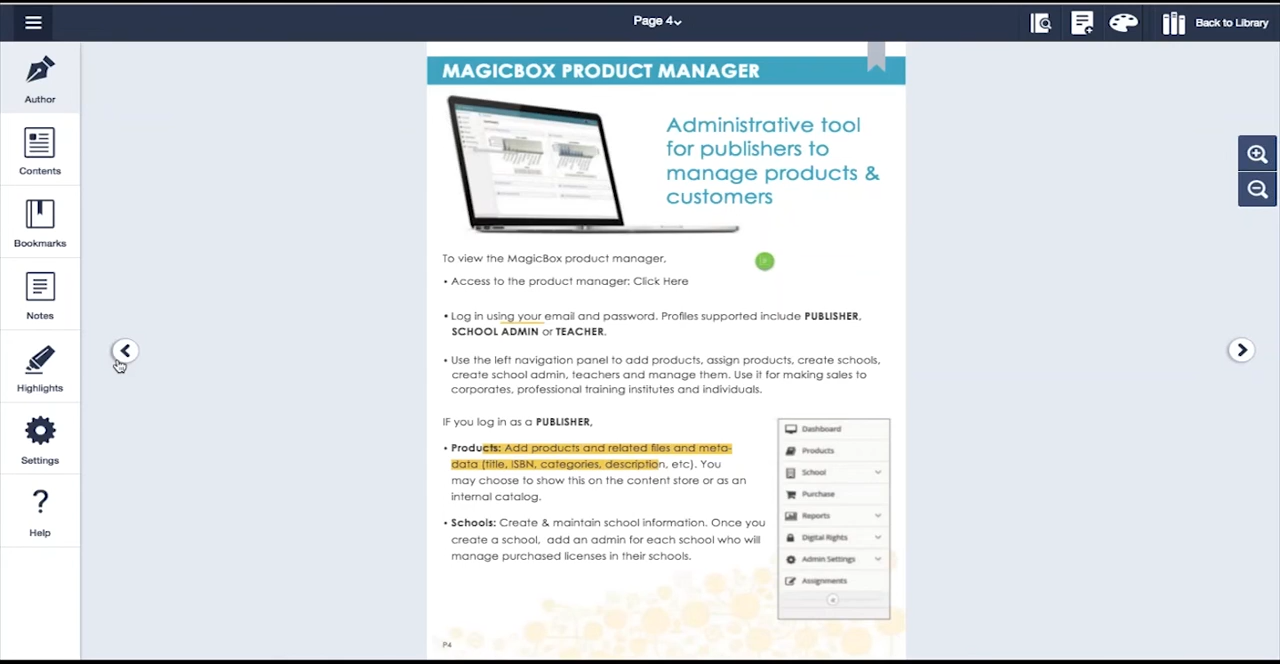 Page 4
Back to Library
Author
Contents
Bookmarks
Notes
Highlights
Settings
Help
MAGICBOX PRODUCT MANAGER
Administrative tool
for publishers to
manage products &
customers
To view the MagicBox product manager,
• Access to the product manager: Click Here
• Log in using your email and password. Profiles supported include PUBLISHER,
SCHOOL ADMIN or TEACHER.
• Use the left navigation panel to add products, assign products, create schools,
create school admin, teachers and manage them. Use it for making sales to
corporates, professional training institutes and individuals.
IF you log in as a PUBLISHER,
• Products: Add products and related files and meta-
data (title, ISBN, categories, description, etc). You
may choose to show this on the content store or as an
internal catalog.
• Schools: Create & maintain school information. Once you
create a school, add an admin for each school who will
manage purchased licenses in their schools.
Dashboard
Products
School
Purchase
Reports
Digital Rights
Admin Settings
Assignments
P4